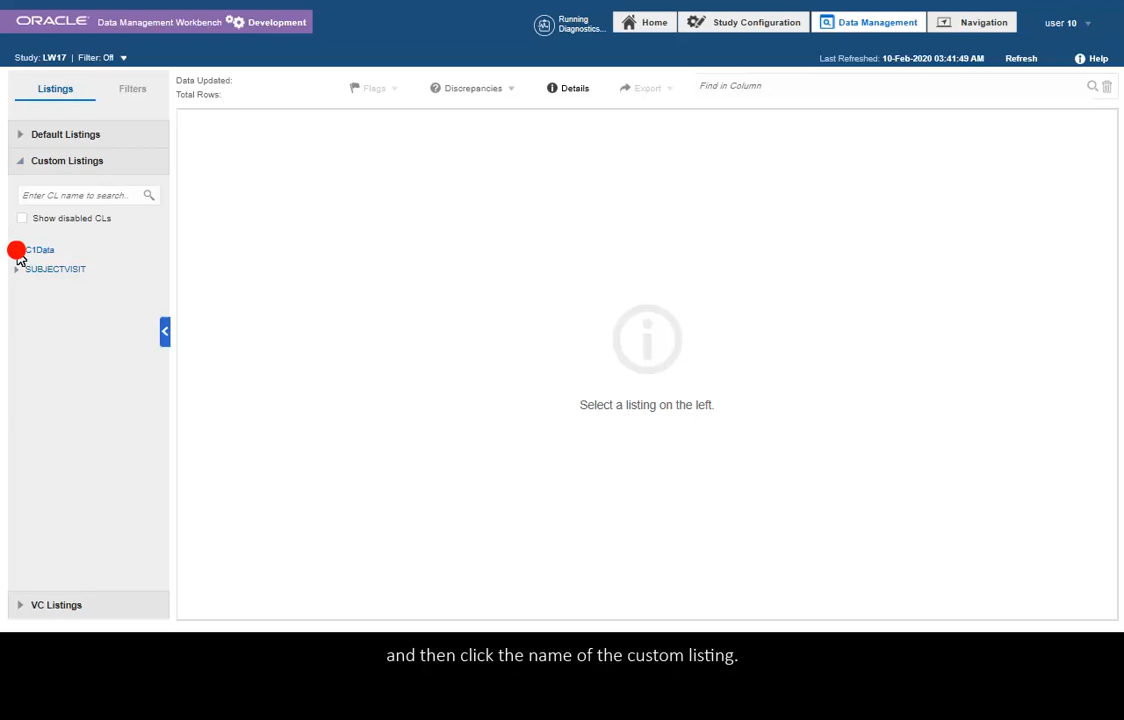 ORACLE® Data Management Workbench Development
Running
Diagnostics...
Home
Study Configuration
Data Management
Navigation
user 10
Study: LW17 | Filter: Off
Last Refreshed: 10-Feb-2020 03:41:49 AM
Refresh
Help
Listings
Filters
Data Updated:
Total Rows:
Flags
Discrepancies
Details
Export
Find in Column
Default Listings
Custom Listings
Enter CL name to search..
Show disabled CLs
C1Data
SUBJECTVISIT
Select a listing on the left.
VC Listings
and then click the name of the custom listing.